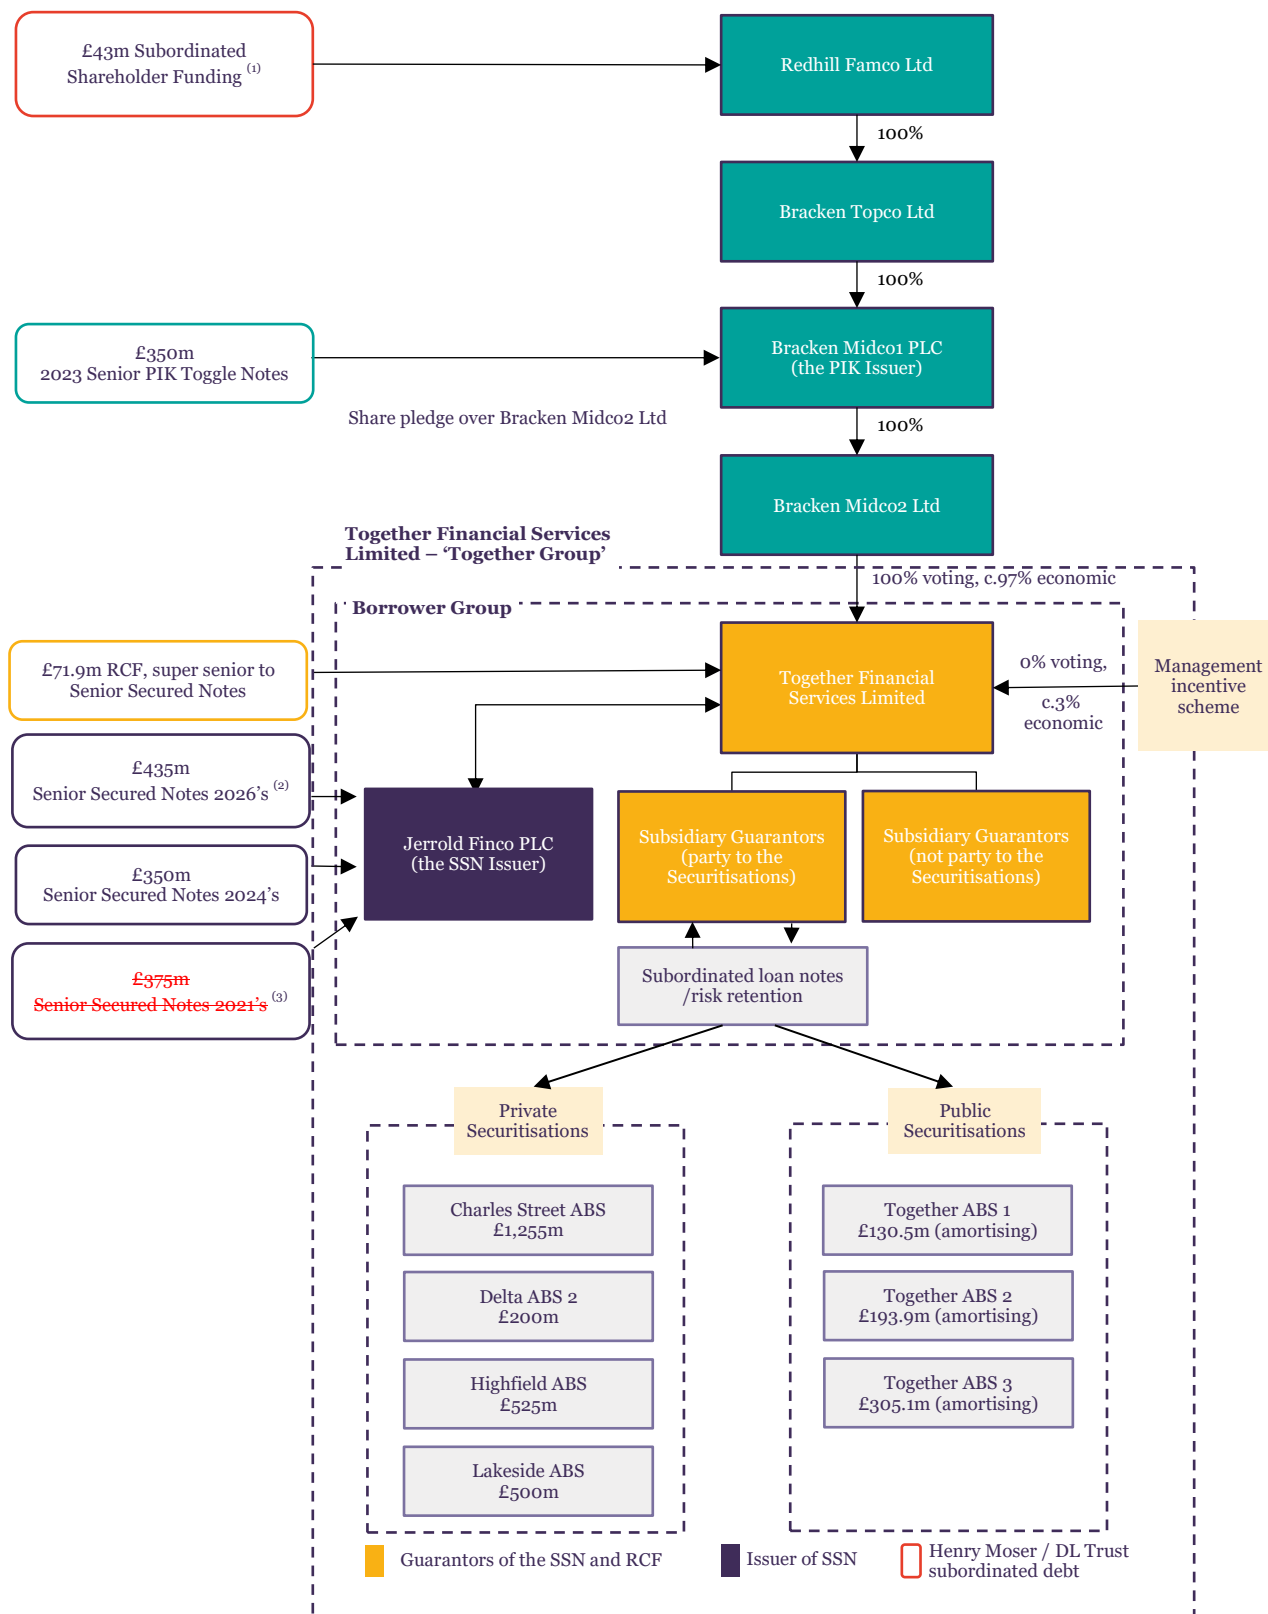 £43m Subordinated
Shareholder Funding (1)
Redhill Famco Ltd
100%
Bracken Topco Ltd
100%
£350m
2023 Senior PIK Toggle Notes
Bracken Midco1 PLC
(the PIK Issuer)
Share pledge over Bracken Midco2 Ltd
100%
Bracken Midco2 Ltd
Together Financial Services
Limited – ‘Together Group’
100% voting, c.97% economic
Borrower Group
£71.9m RCF, super senior to
Senior Secured Notes
Together Financial
Services Limited
0% voting,
c.3%
economic
Management
incentive
scheme
£435m
Senior Secured Notes 2026’s (2)
£350m
Senior Secured Notes 2024’s
£375m
Senior Secured Notes 2021’s (3)
Jerrold Finco PLC
(the SSN Issuer)
Subsidiary Guarantors
(party to the
Securitisations)
Subsidiary Guarantors
(not party to the
Securitisations)
Subordinated loan notes
/risk retention
Private
Securitisations
Public
Securitisations
Charles Street ABS
£1,255m
Delta ABS 2
£200m
Highfield ABS
£525m
Lakeside ABS
£500m
Together ABS 1
£130.5m (amortising)
Together ABS 2
£193.9m (amortising)
Together ABS 3
£305.1m (amortising)
Guarantors of the SSN and RCF
Issuer of SSN
Henry Moser / DL Trust
subordinated debt